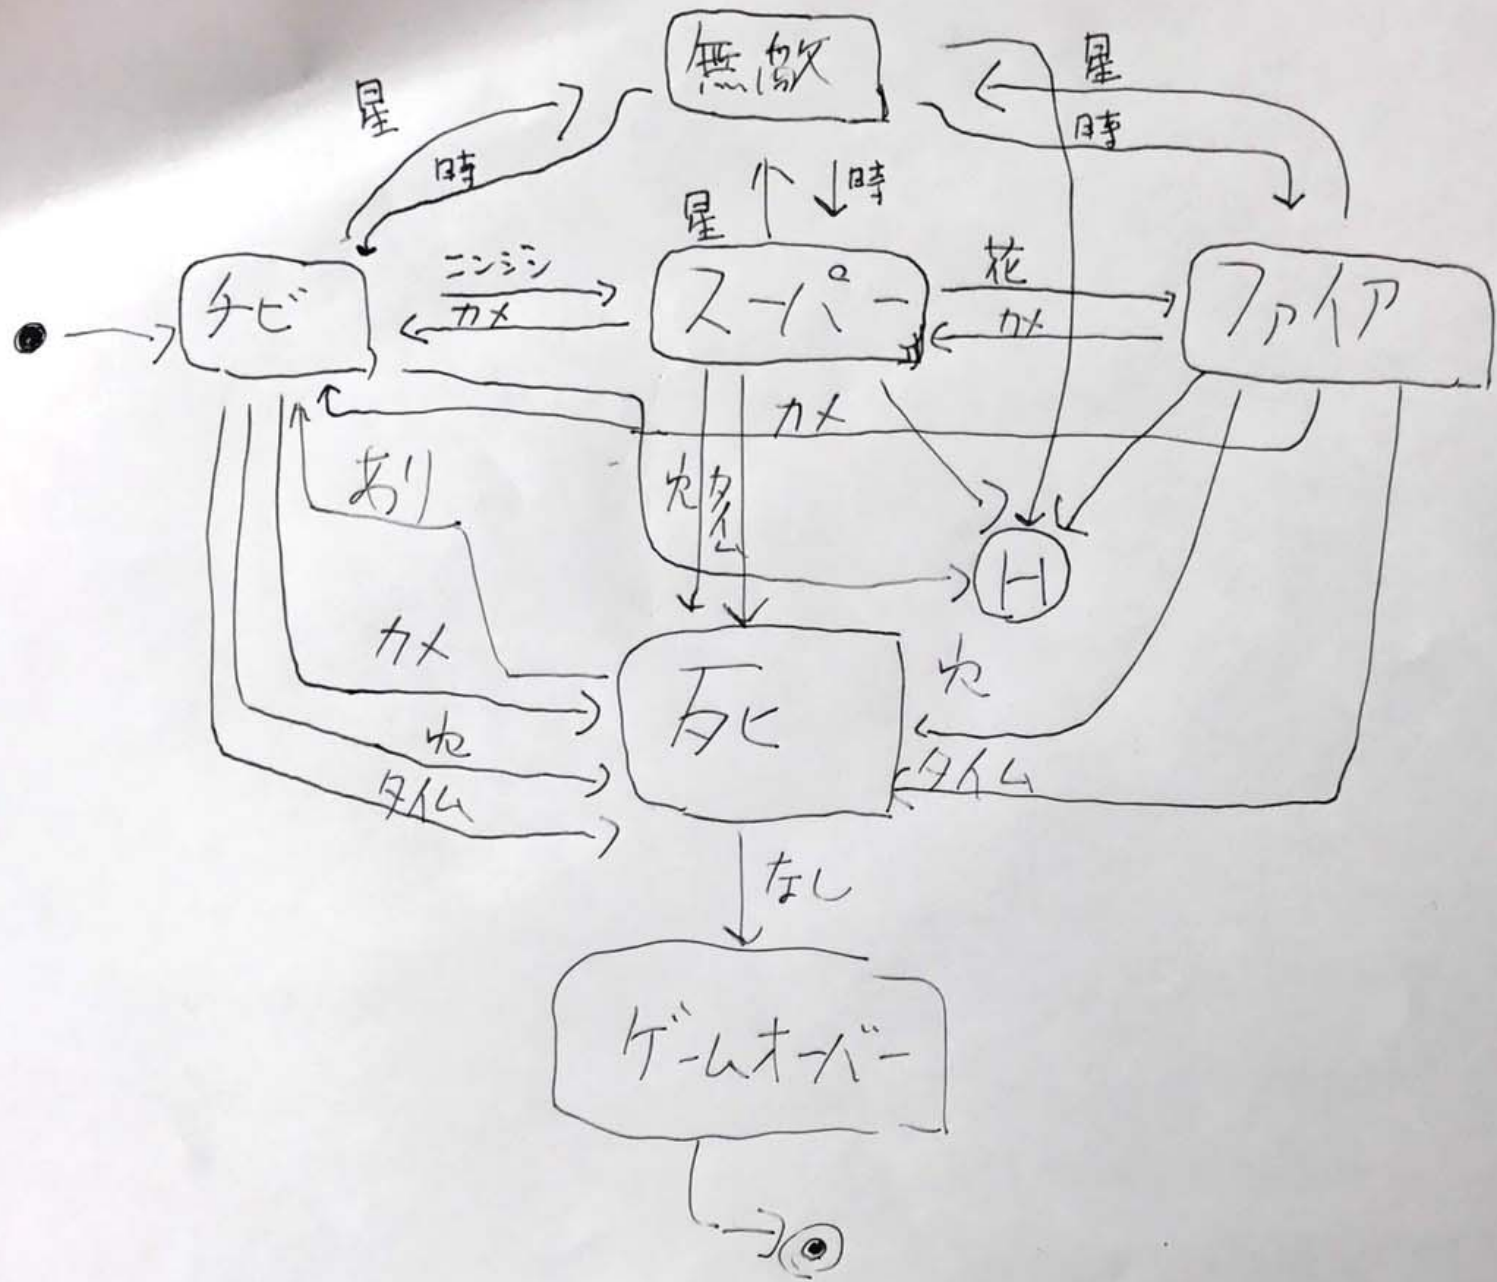 無敵
星
星
時
時
時
星
チビ
ニンジン
カメ
スーパー
花
カメ
ファイア
カメ
あり
穴
タイム
H
カメ
穴
タイム
死
穴
タイム
なし
ゲームオーバー